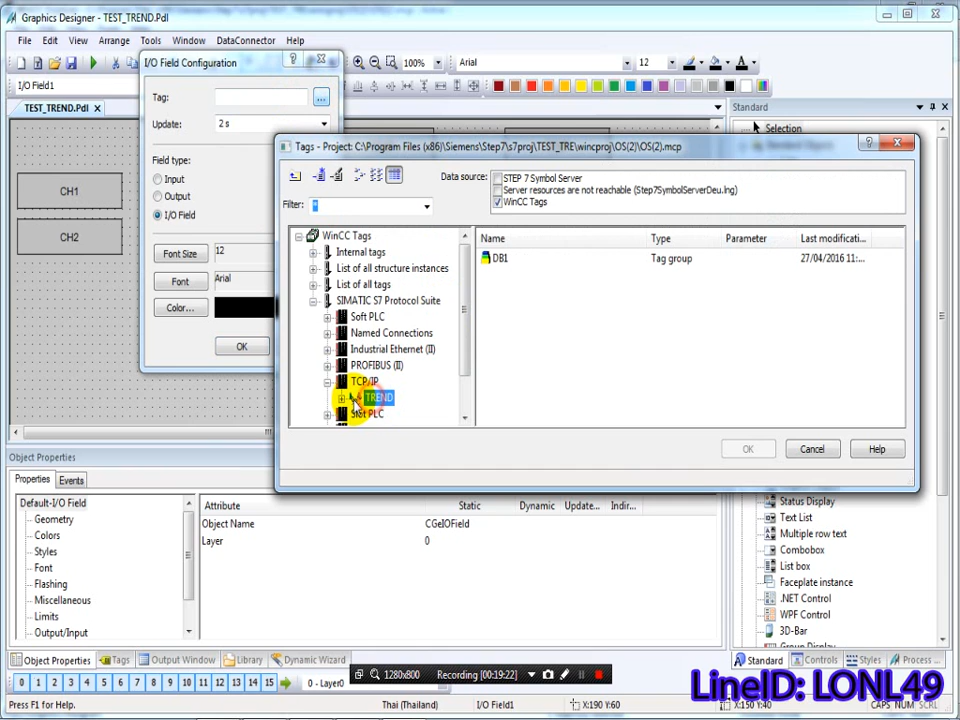 Graphics Designer - TEST_TREND.Pdl
File Edit View Arrange Tools Window DataConnector Help
100% Arial 12
I/O Field1
TEST_TREND.Pdl X
CH1
CH2
I/O Field Configuration
Tag: ...
Update: 2 s
Field type:
Input
Output
I/O Field
Font Size 12
Font Arial
Color...
OK
Standard
Selection
Tags - Project: C:\Program Files (x86)\Siemens\Step7\s7proj\TEST_TRE\wincproj\OS(2)\OS(2).mcp
Data source:
STEP 7 Symbol Server
Server resources are not reachable (Step7SymbolServerDeu.lng)
WinCC Tags
Filter: *
WinCC Tags
Internal tags
List of all structure instances
List of all tags
SIMATIC S7 Protocol Suite
Soft PLC
Named Connections
Industrial Ethernet (II)
PROFIBUS (II)
TCP/IP
TREND
Slot PLC
Name Type Parameter Last modificati...
DB1 Tag group 27/04/2016 11:...
OK Cancel Help
Object Properties
Properties Events
Default-I/O Field
Geometry
Colors
Styles
Font
Flashing
Miscellaneous
Limits
Output/Input
Attribute Static Dynamic Update... Indir...
Object Name CGeIOField
Layer 0
Status Display
Text List
Multiple row text
Combobox
List box
Faceplate instance
.NET Control
WPF Control
3D-Bar
Group Display
Object Properties Tags Output Window Library Dynamic Wizard
Standard Controls Styles Process ...
0 1 2 3 4 5 6 7 8 9 10 11 12 13 14 15 0 - Layer0
1280x800 Recording [00:19:22]
LineID: LONL49
Press F1 for Help. Thai (Thailand) I/O Field1 X:190 Y:60 X:150 Y:40 CAPS NUM SCRL